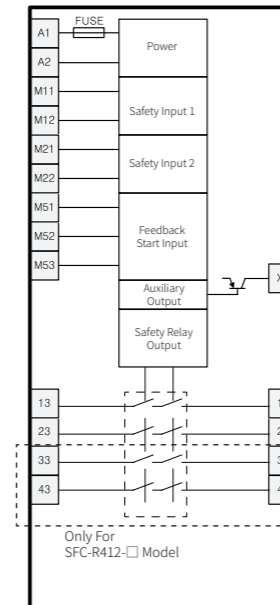 FUSE
A1
Power
A2
M11
Safety Input 1
M12
M21
Safety Input 2
M22
M51
Feedback
Start Input
M52
M53
Auxiliary
Output
Safety Relay
Output
13
23
33
43
Only For
SFC-R412-□ Model